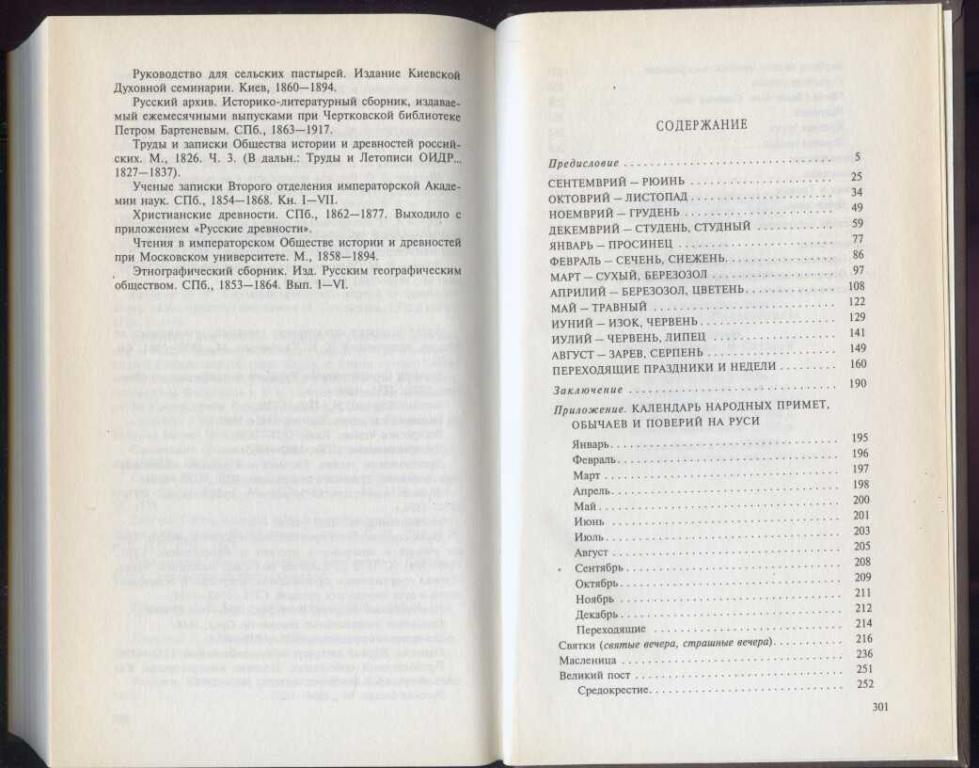 Руководство для сельских пастырей. Издание Киевской
Духовной семинарии. Киев, 1860—1894.
Русский архив. Историко-литературный сборник, издавае-
мый ежемесячными выпусками при Чертковской библиотеке
Петром Бартеневым. СПб., 1863—1917.
Труды и записки Общества истории и древностей россий-
ских. М., 1826. Ч. 3. (В дальн.: Труды и Летописи ОИДР...
1827—1837).
Ученые записки Второго отделения императорской Акаде-
мии наук. СПб., 1854—1868. Кн. I—VII.
Христианские древности. СПб., 1862—1877. Выходило с
приложением «Русские древности».
Чтения в императорском Обществе истории и древностей
при Московском университете. М., 1858—1894.
Этнографический сборник. Изд. Русским географическим
обществом. СПб., 1853—1864. Вып. I—VI.
СОДЕРЖАНИЕ
Предисловие . . . . . 5
СЕНТЕМВРИЙ — РЮИНЬ . . . . . 25
ОКТОВРИЙ — ЛИСТОПАД . . . . . 34
НОЕМВРИЙ — ГРУДЕНЬ . . . . . 49
ДЕКЕМВРИЙ — СТУДЕНЬ, СТУДНЫЙ . . . . . 59
ЯНВАРЬ — ПРОСИНЕЦ . . . . . 77
ФЕВРАЛЬ — СЕЧЕНЬ, СНЕЖЕНЬ. . . . . . 86
МАРТ — СУХЫЙ, БЕРЕЗОЗОЛ . . . . . 97
АПРИЛИЙ — БЕРЕЗОЗОЛ, ЦВЕТЕНЬ . . . . . 108
МАЙ — ТРАВНЫЙ . . . . . 122
ИУНИЙ — ИЗОК, ЧЕРВЕНЬ . . . . . 129
ИУЛИЙ — ЧЕРВЕНЬ, ЛИПЕЦ . . . . . 141
АВГУСТ — ЗАРЕВ, СЕРПЕНЬ . . . . . 149
ПЕРЕХОДЯЩИЕ ПРАЗДНИКИ И НЕДЕЛИ . . . . . 160
Заключение . . . . . 190
Приложение. КАЛЕНДАРЬ НАРОДНЫХ ПРИМЕТ,
ОБЫЧАЕВ И ПОВЕРИЙ НА РУСИ
Январь . . . . . 195
Февраль . . . . . 196
Март . . . . . 197
Апрель . . . . . 198
Май . . . . . 200
Июнь . . . . . 201
Июль . . . . . 203
Август . . . . . 205
Сентябрь . . . . . 208
Октябрь . . . . . 209
Ноябрь . . . . . 211
Декабрь . . . . . 212
Переходящие . . . . . 214
Святки (святые вечера, страшные вечера) . . . . . 216
Масленица . . . . . 236
Великий пост . . . . . 251
Средокрестие . . . . . 252
301